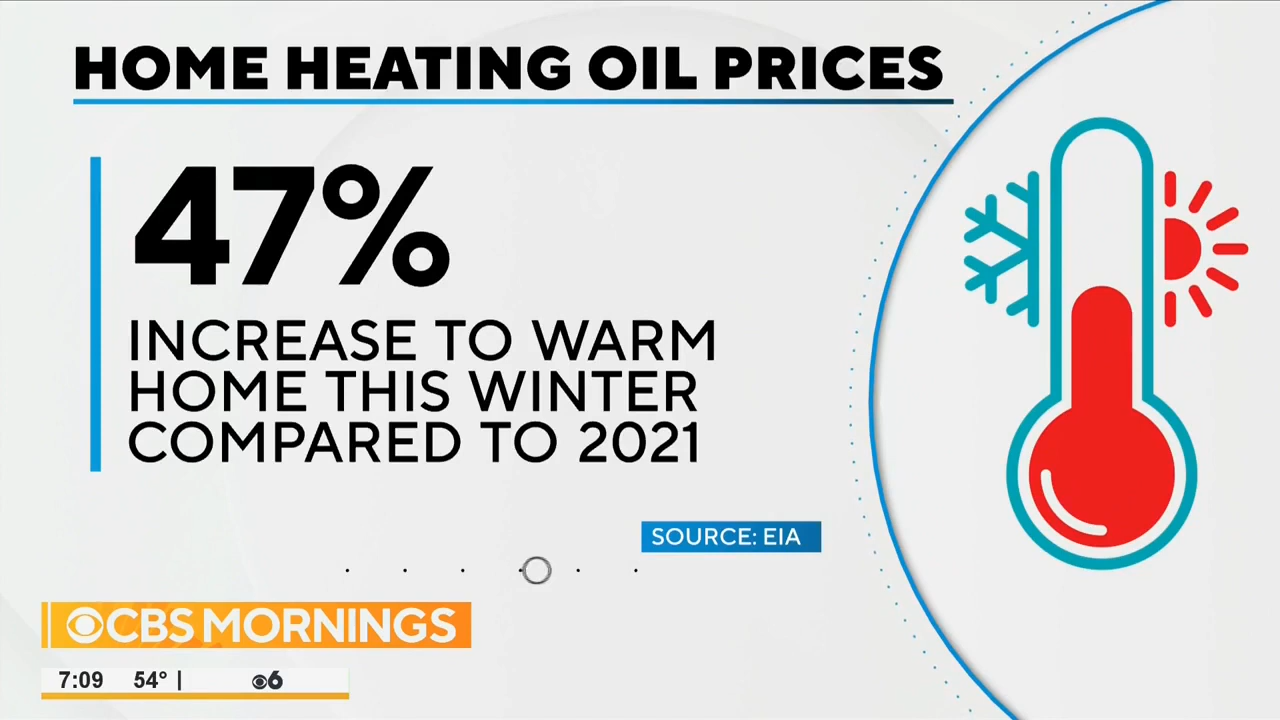 HOME HEATING OIL PRICES
47%
INCREASE TO WARM
HOME THIS WINTER
COMPARED TO 2021
SOURCE: EIA
CBS MORNINGS
7:09 54° | 6